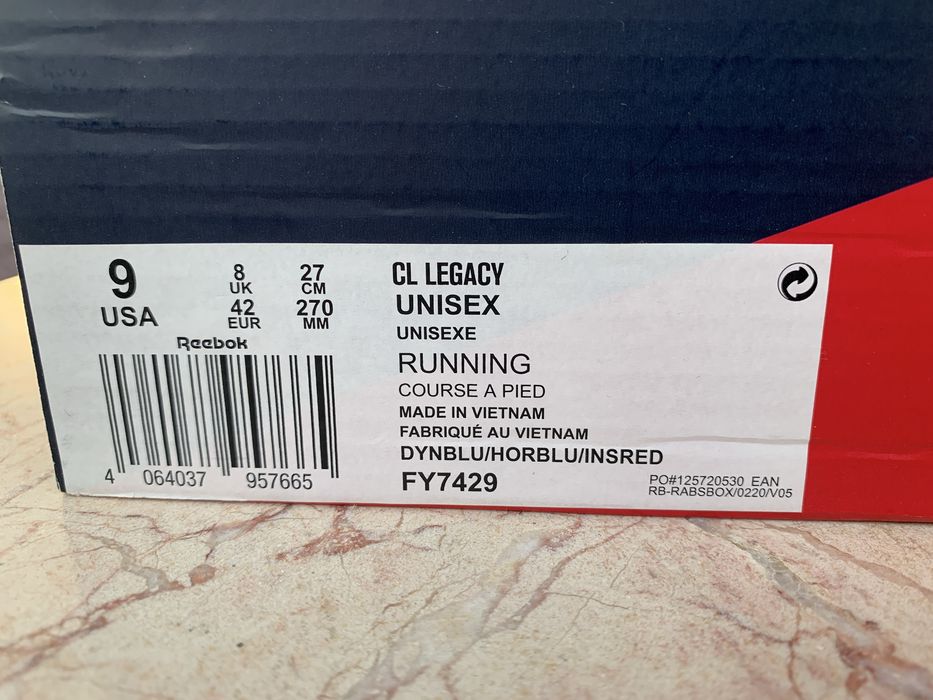 9
USA
8
UK
42
EUR
27
CM
270
MM
Reebok
4 064037 957665
CL LEGACY
UNISEX
UNISEXE
RUNNING
COURSE A PIED
MADE IN VIETNAM
FABRIQUÉ AU VIETNAM
DYNBLU/HORBLU/INSRED
FY7429
PO#125720530 EAN
RB-RABSBOX/0220/V05